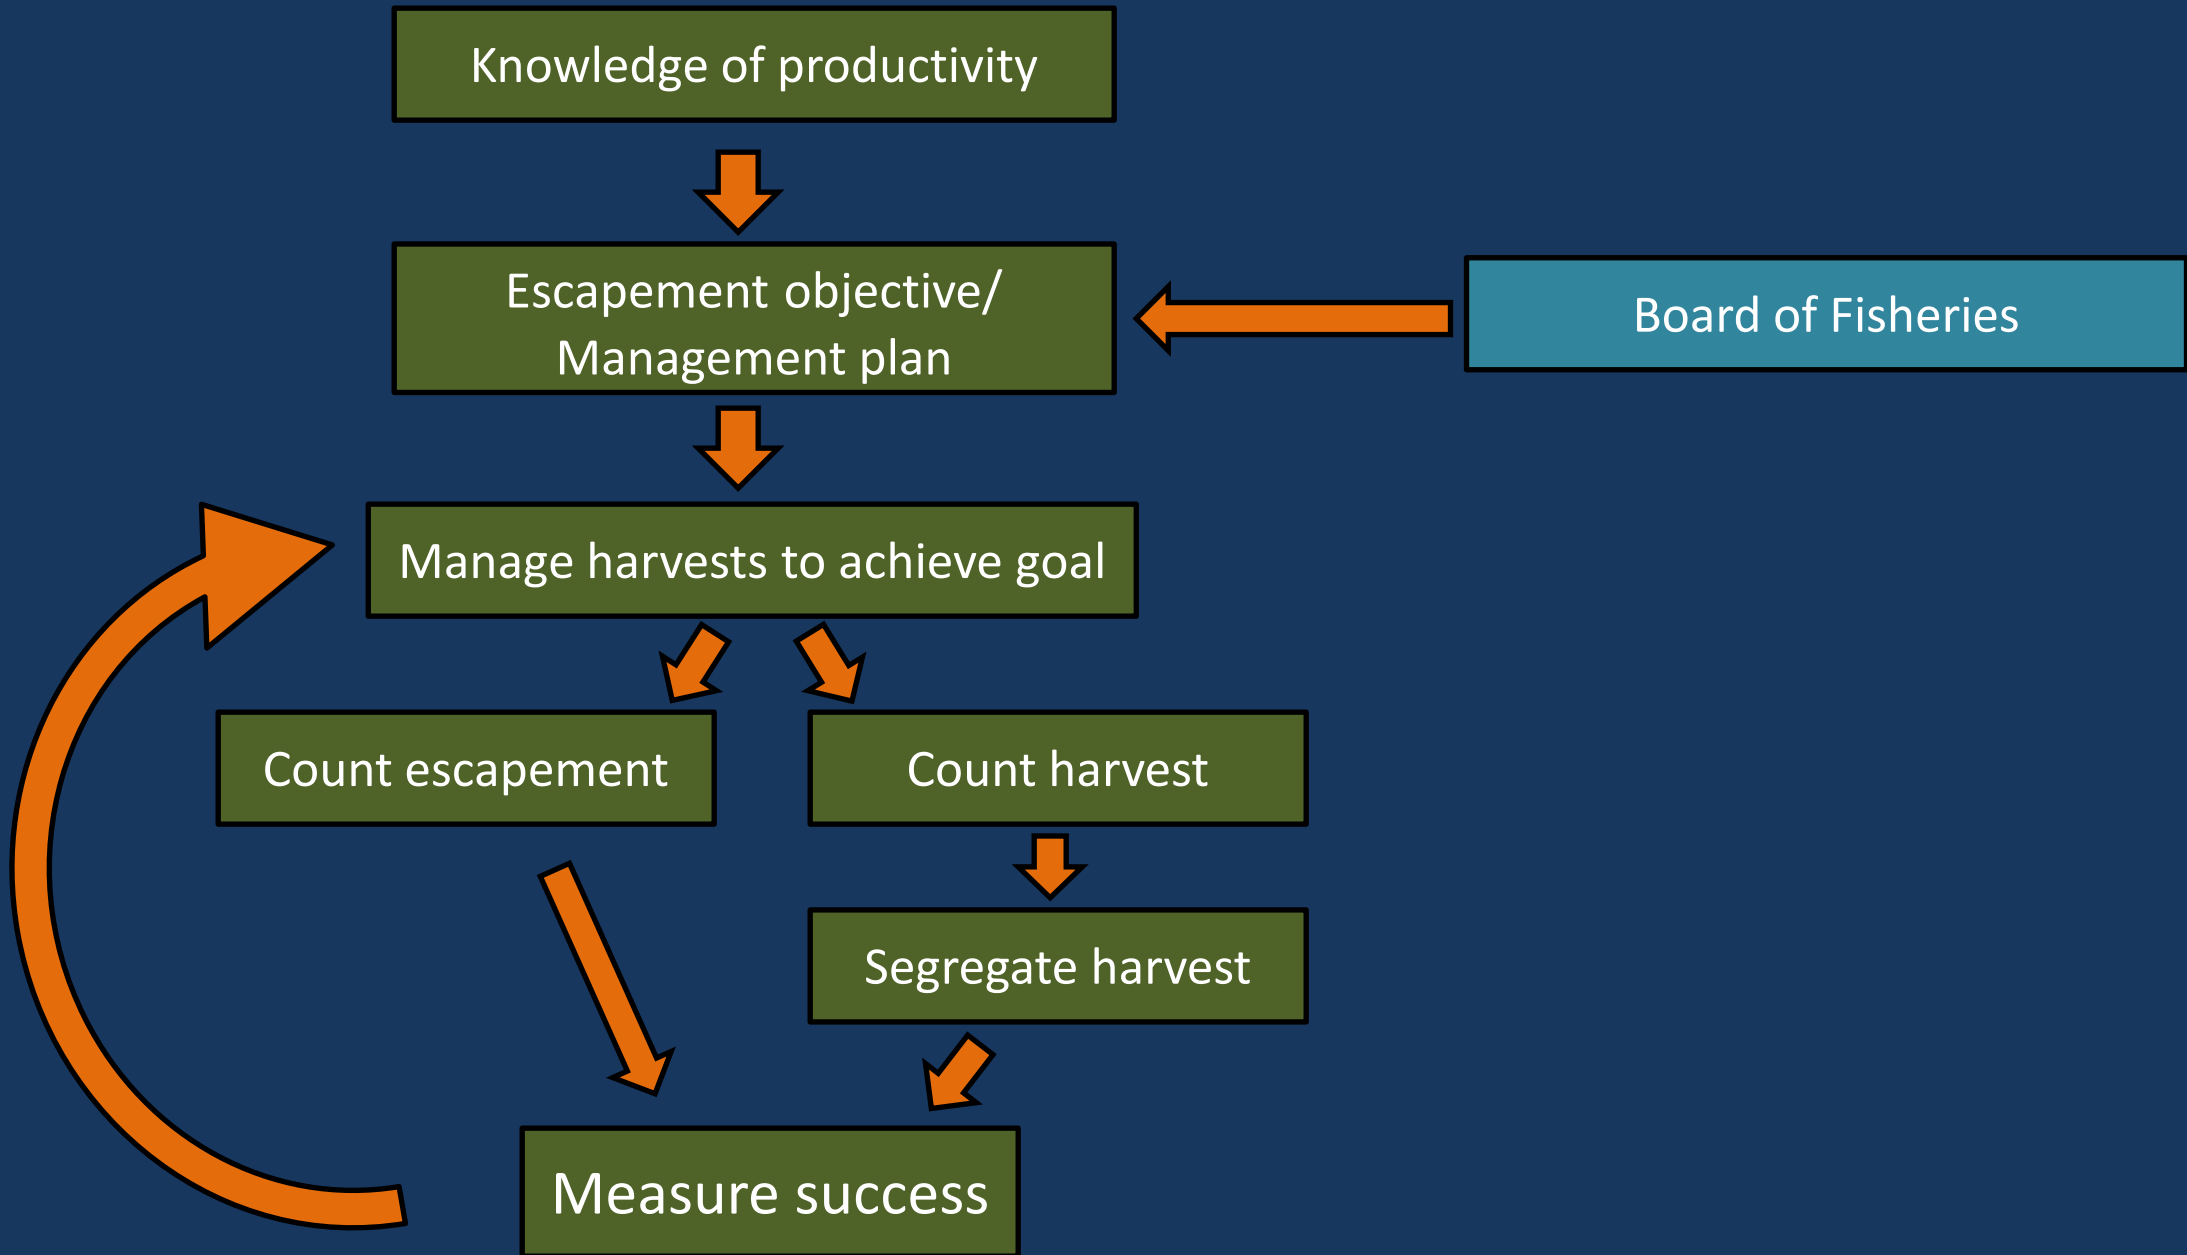 Knowledge of productivity
Escapement objective/
Management plan
Board of Fisheries
Manage harvests to achieve goal
Count escapement
Count harvest
Segregate harvest
Measure success